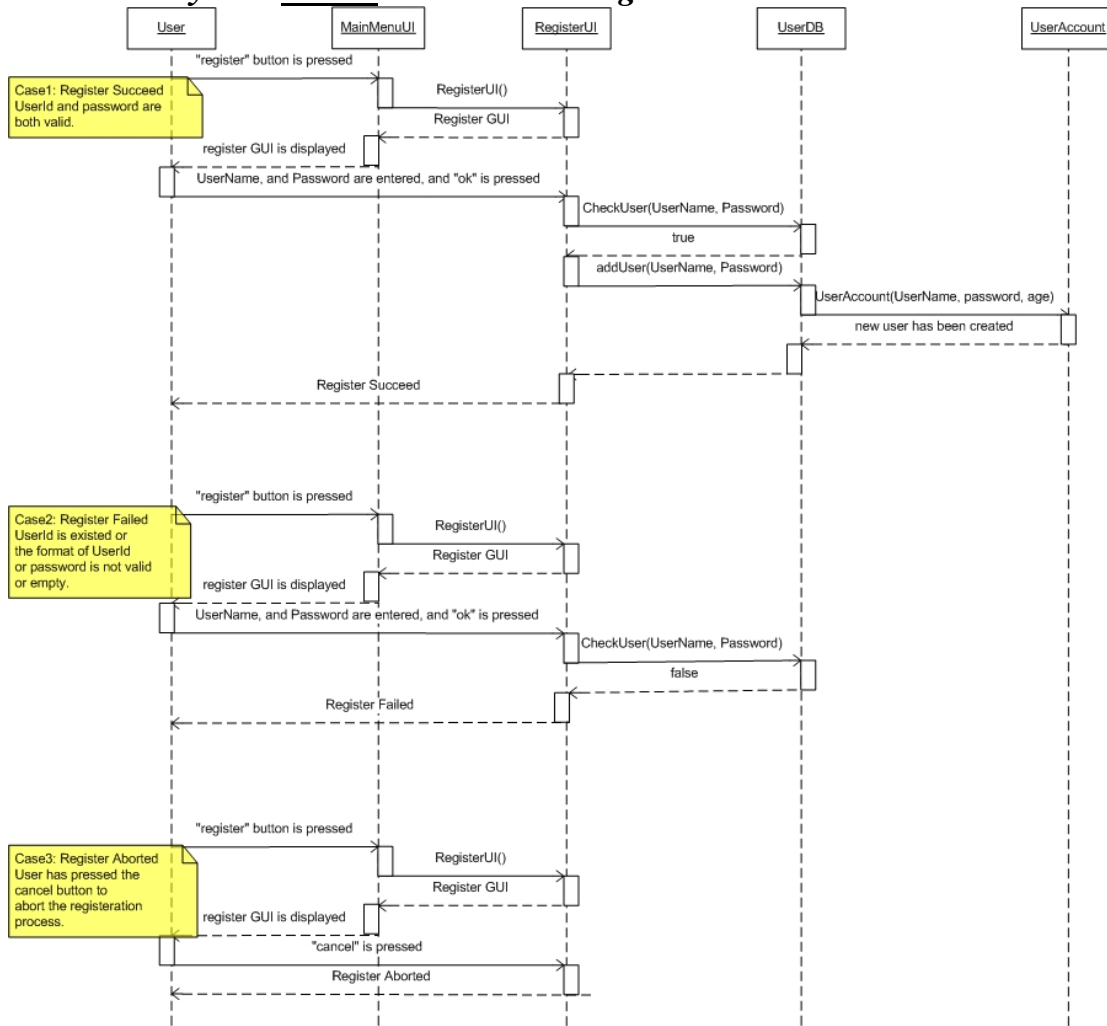 User
MainMenuUI
RegisterUI
UserDB
UserAccount
"register" button is pressed
Case1: Register Succeed
UserId and password are
both valid.
RegisterUI()
Register GUI
register GUI is displayed
UserName, and Password are entered, and "ok" is pressed
CheckUser(UserName, Password)
true
addUser(UserName, Password)
UserAccount(UserName, password, age)
new user has been created
Register Succeed
"register" button is pressed
Case2: Register Failed
UserId is existed or
the format of UserId
or password is not valid
or empty.
RegisterUI()
Register GUI
register GUI is displayed
UserName, and Password are entered, and "ok" is pressed
CheckUser(UserName, Password)
false
Register Failed
"register" button is pressed
Case3: Register Aborted
User has pressed the
cancel button to
abort the registeration
process.
RegisterUI()
Register GUI
register GUI is displayed
"cancel" is pressed
Register Aborted